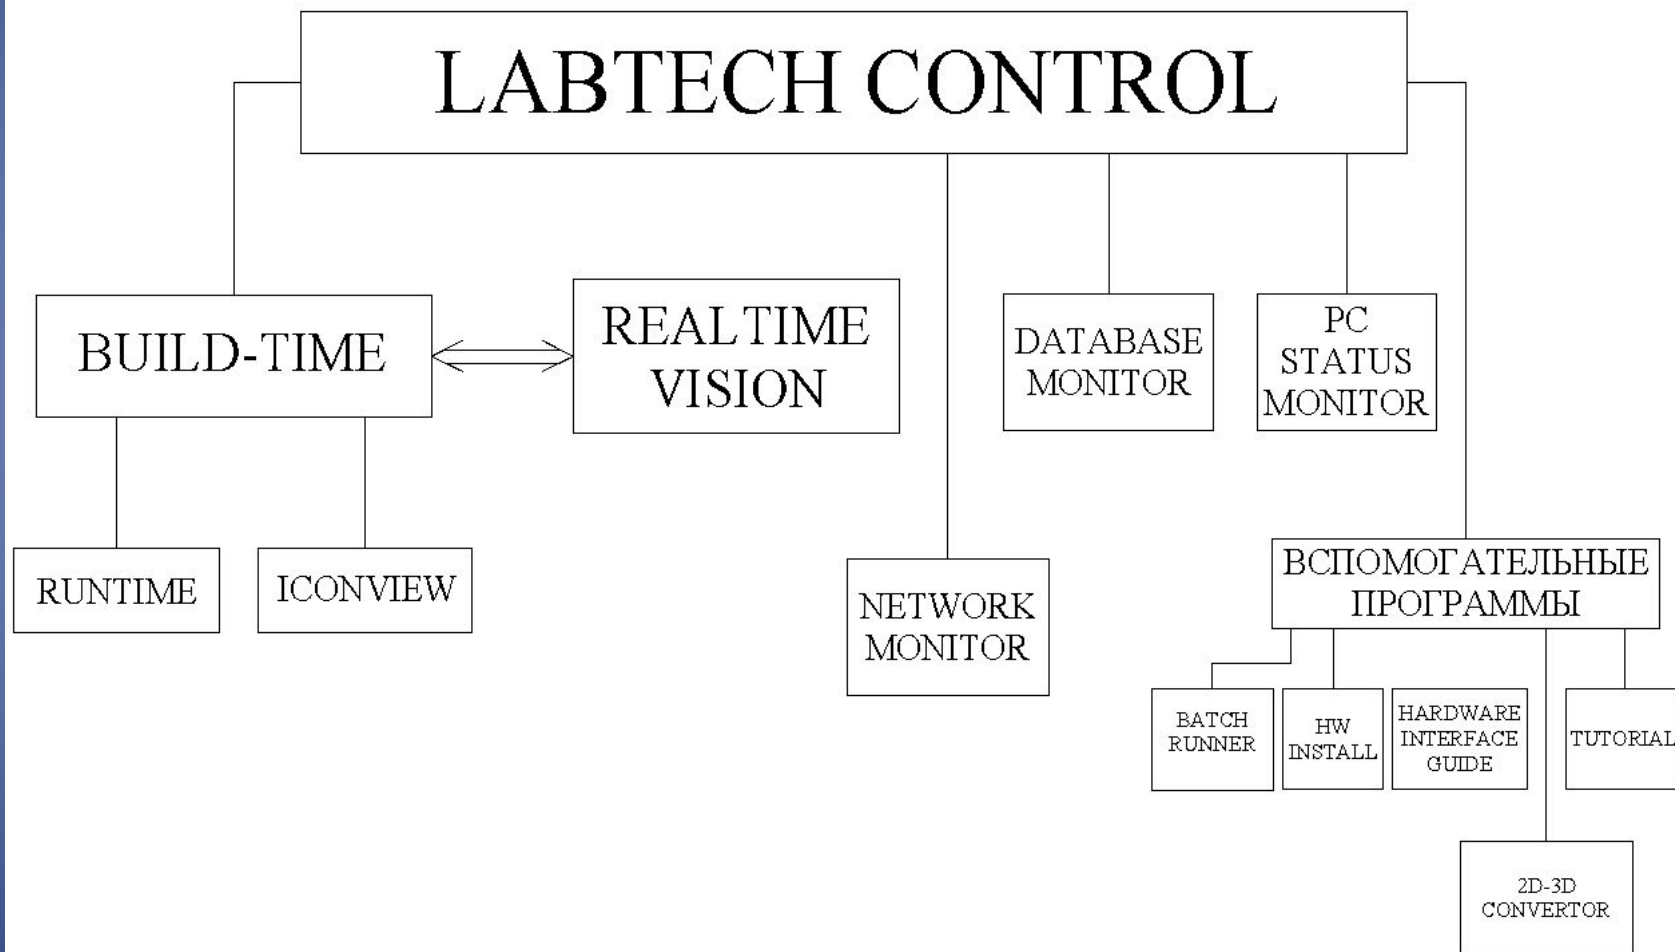 LABTECH CONTROL
BUILD-TIME
REALTIME
VISION
DATABASE
MONITOR
PC
STATUS
MONITOR
RUNTIME
ICONVIEW
NETWORK
MONITOR
ВСПОМОГАТЕЛЬНЫЕ
ПРОГРАММЫ
BATCH
RUNNER
HW
INSTALL
HARDWARE
INTERFACE
GUIDE
TUTORIAL
2D-3D
CONVERTOR